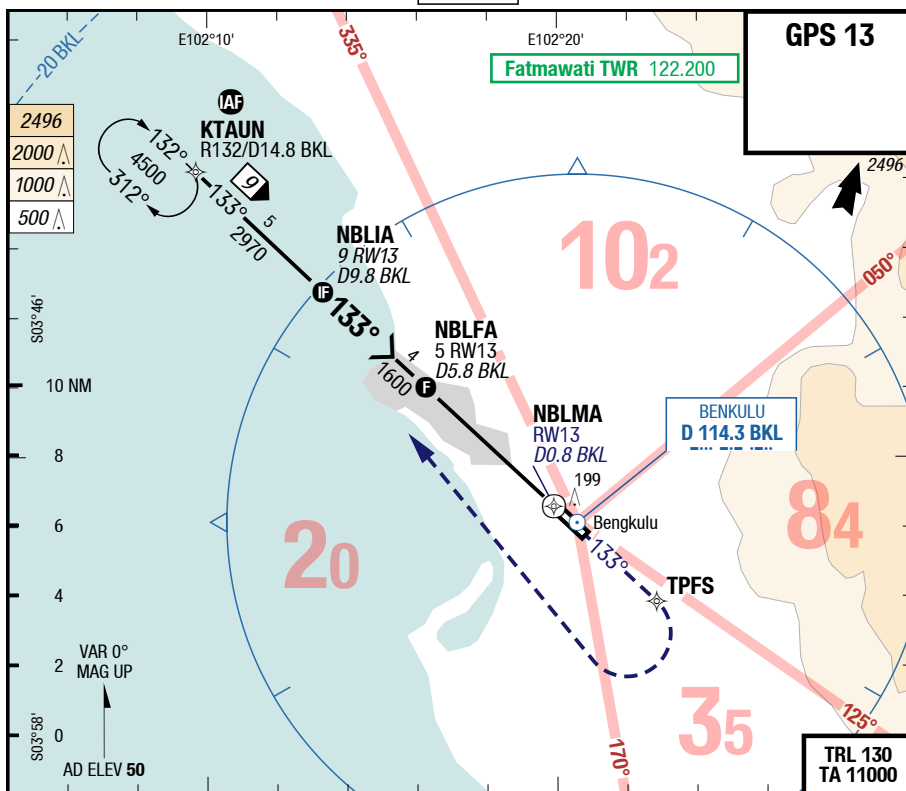 E102°10'
E102°20'
GPS 13
20 BKL
335°
Fatmawati TWR 122.200
IAF
KTAUN
R132/D14.8 BKL
2496
2000
1000
500
132°
4500
312°
9
133°
5
2970
2496
NBLIA
9 RW13
D9.8 BKL
IF
133°
102
050°
S03°46'
NBLFA
5 RW13
D5.8 BKL
4
1600
F
10 NM
NBLMA
RW13
D0.8 BKL
BENKULU
D 114.3 BKL
199
8
84
Bengkulu
6
20
133°
TPFS
4
VAR 0°
MAG UP
2
35
125°
S03°58'
0
170°
AD ELEV 50
TRL 130
TA 11000